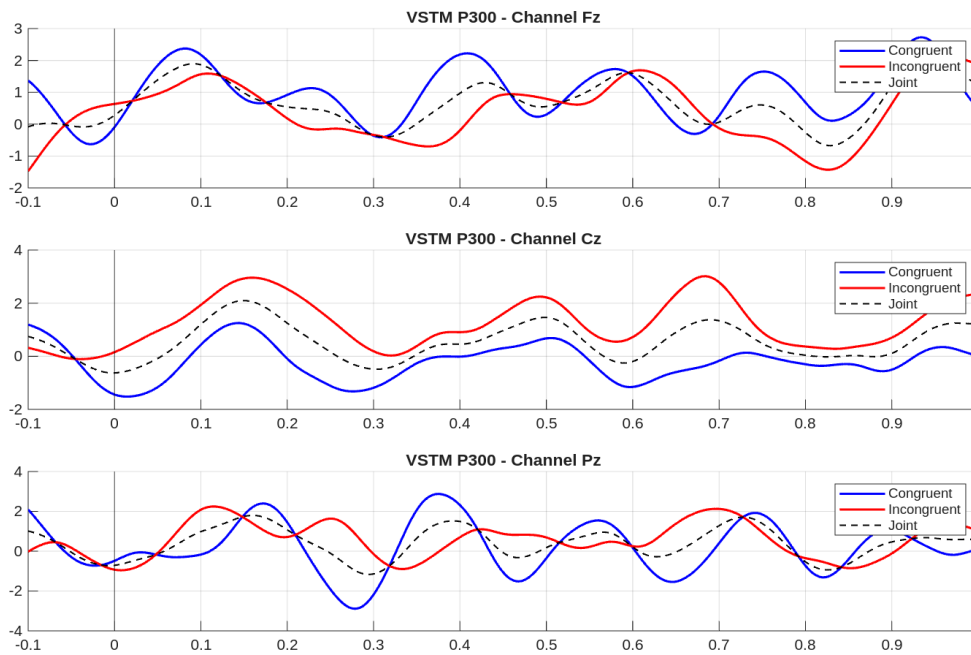 VSTM P300 - Channel Fz
3
2
1
0
-1
-2
-0.1 0 0.1 0.2 0.3 0.4 0.5 0.6 0.7 0.8 0.9
Congruent
Incongruent
Joint
VSTM P300 - Channel Cz
4
2
0
-2
-0.1 0 0.1 0.2 0.3 0.4 0.5 0.6 0.7 0.8 0.9
Congruent
Incongruent
Joint
VSTM P300 - Channel Pz
4
2
0
-2
-4
-0.1 0 0.1 0.2 0.3 0.4 0.5 0.6 0.7 0.8 0.9
Congruent
Incongruent
Joint